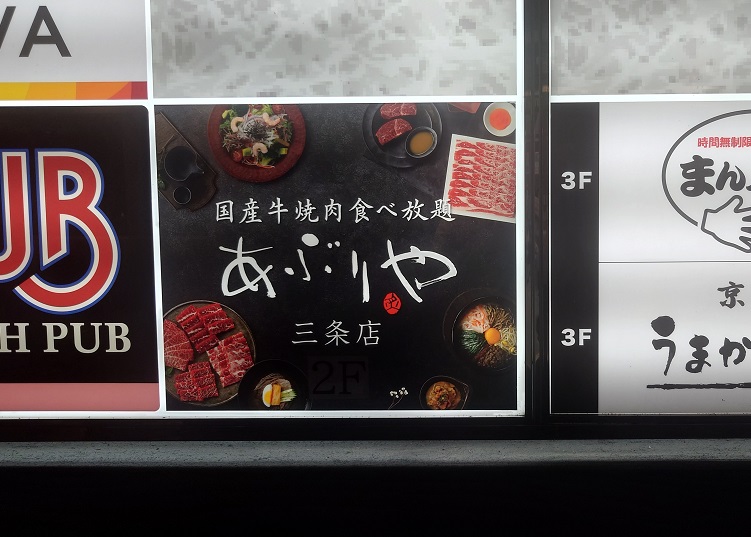 VA
UB
H PUB
国産牛焼肉食べ放題
あぶりや
三条店
2F
3F
時間無制限
まん
3F
京
うまか